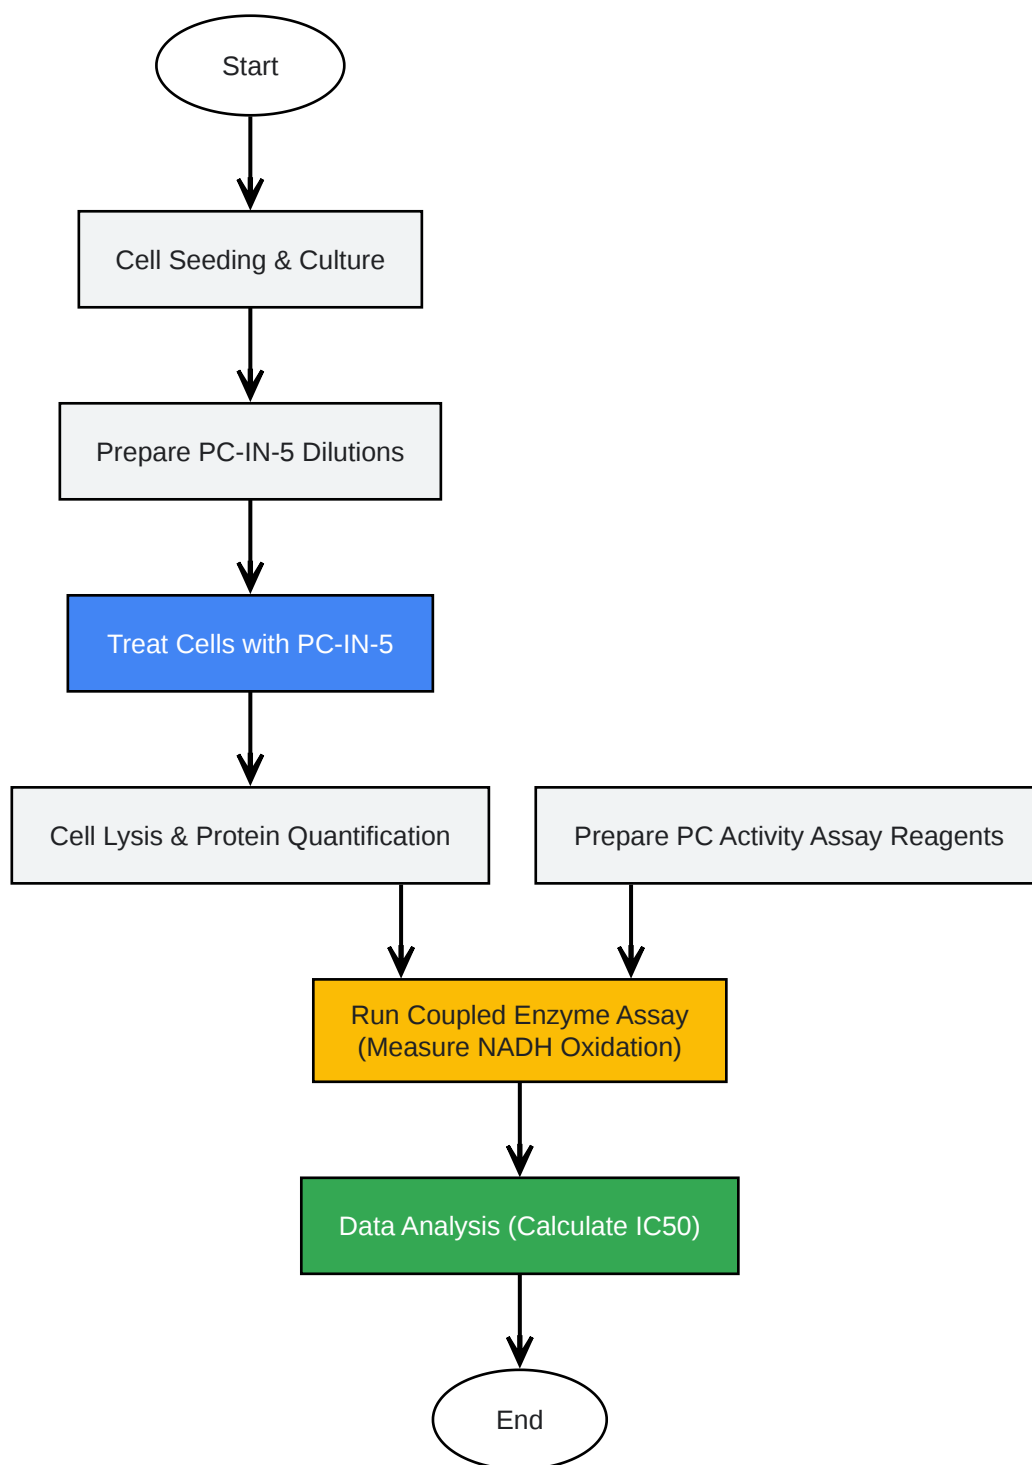 Start
Cell Seeding & Culture
Prepare PC-IN-5 Dilutions
Treat Cells with PC-IN-5
Cell Lysis & Protein Quantification
Prepare PC Activity Assay Reagents
Run Coupled Enzyme Assay
(Measure NADH Oxidation)
Data Analysis (Calculate IC50)
End